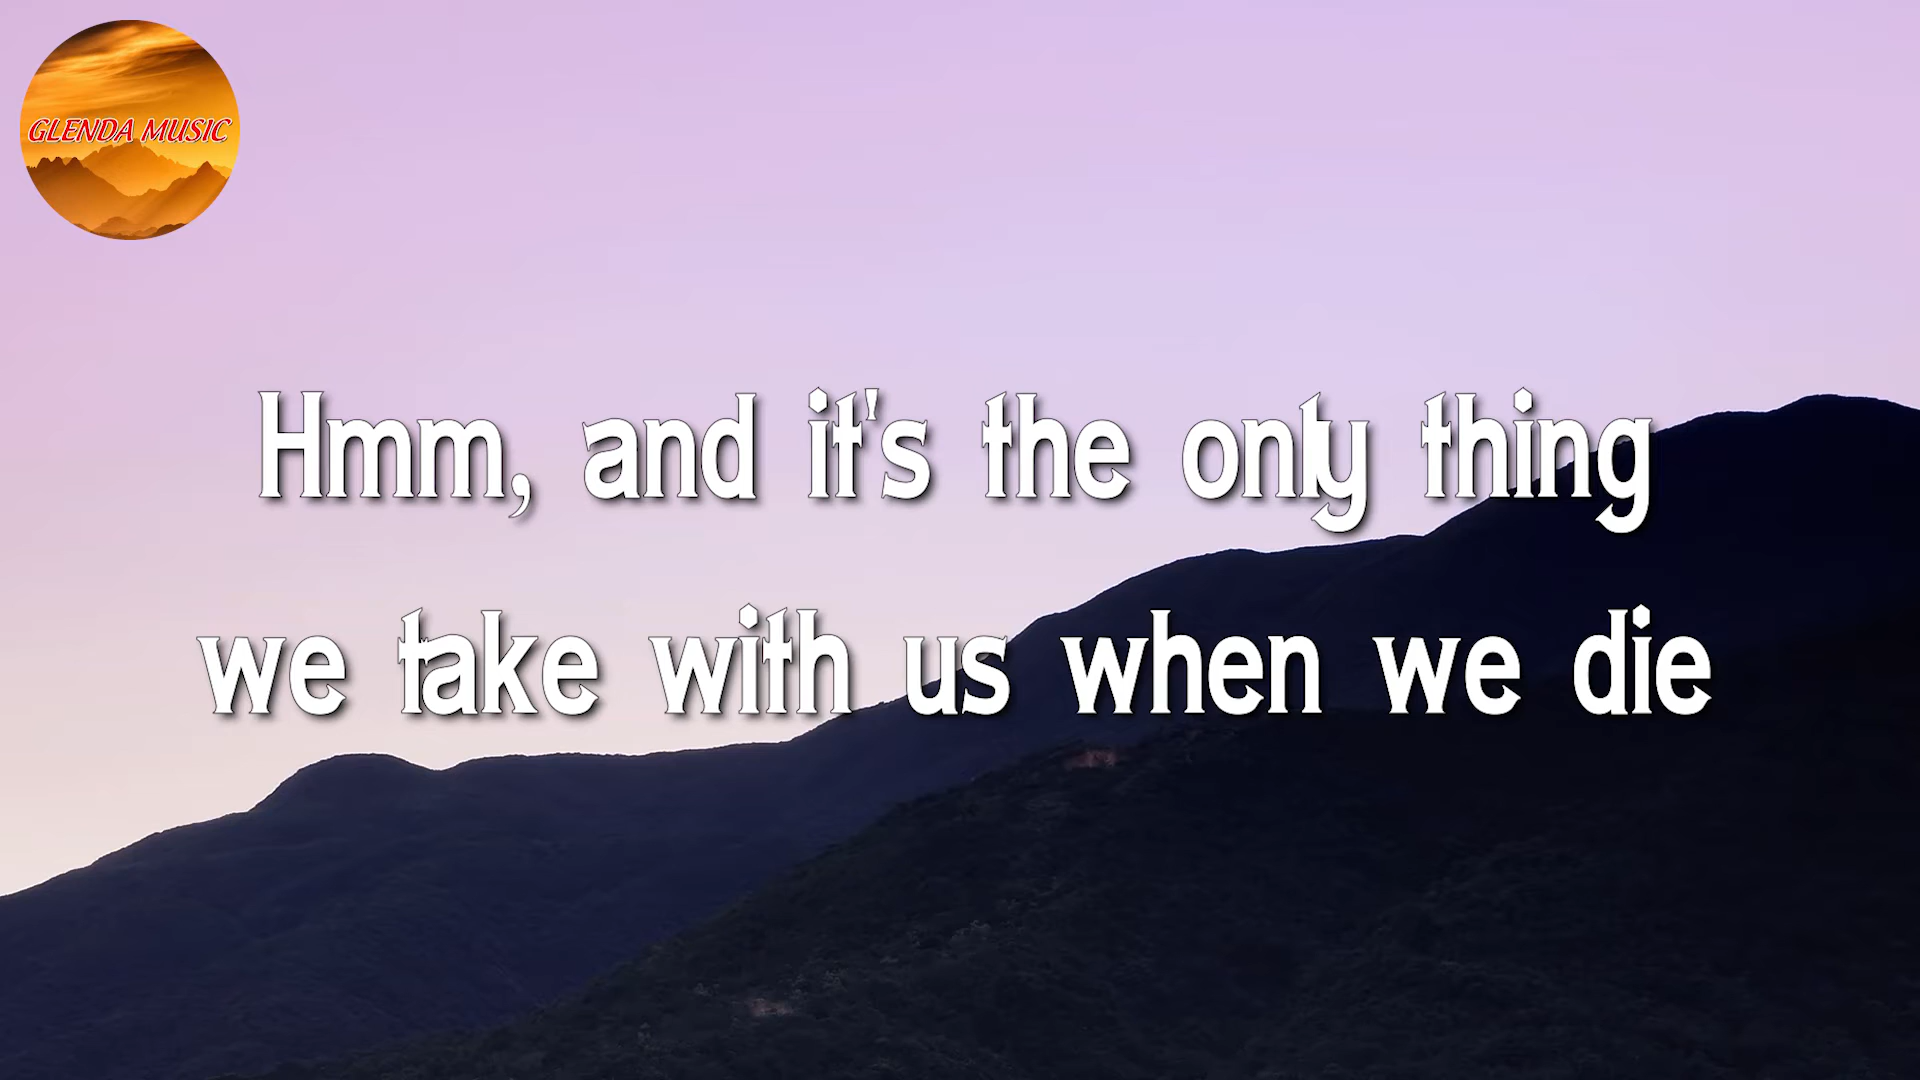 GLENDA MUSIC
Hmm, and it's the only thing
we take with us when we die